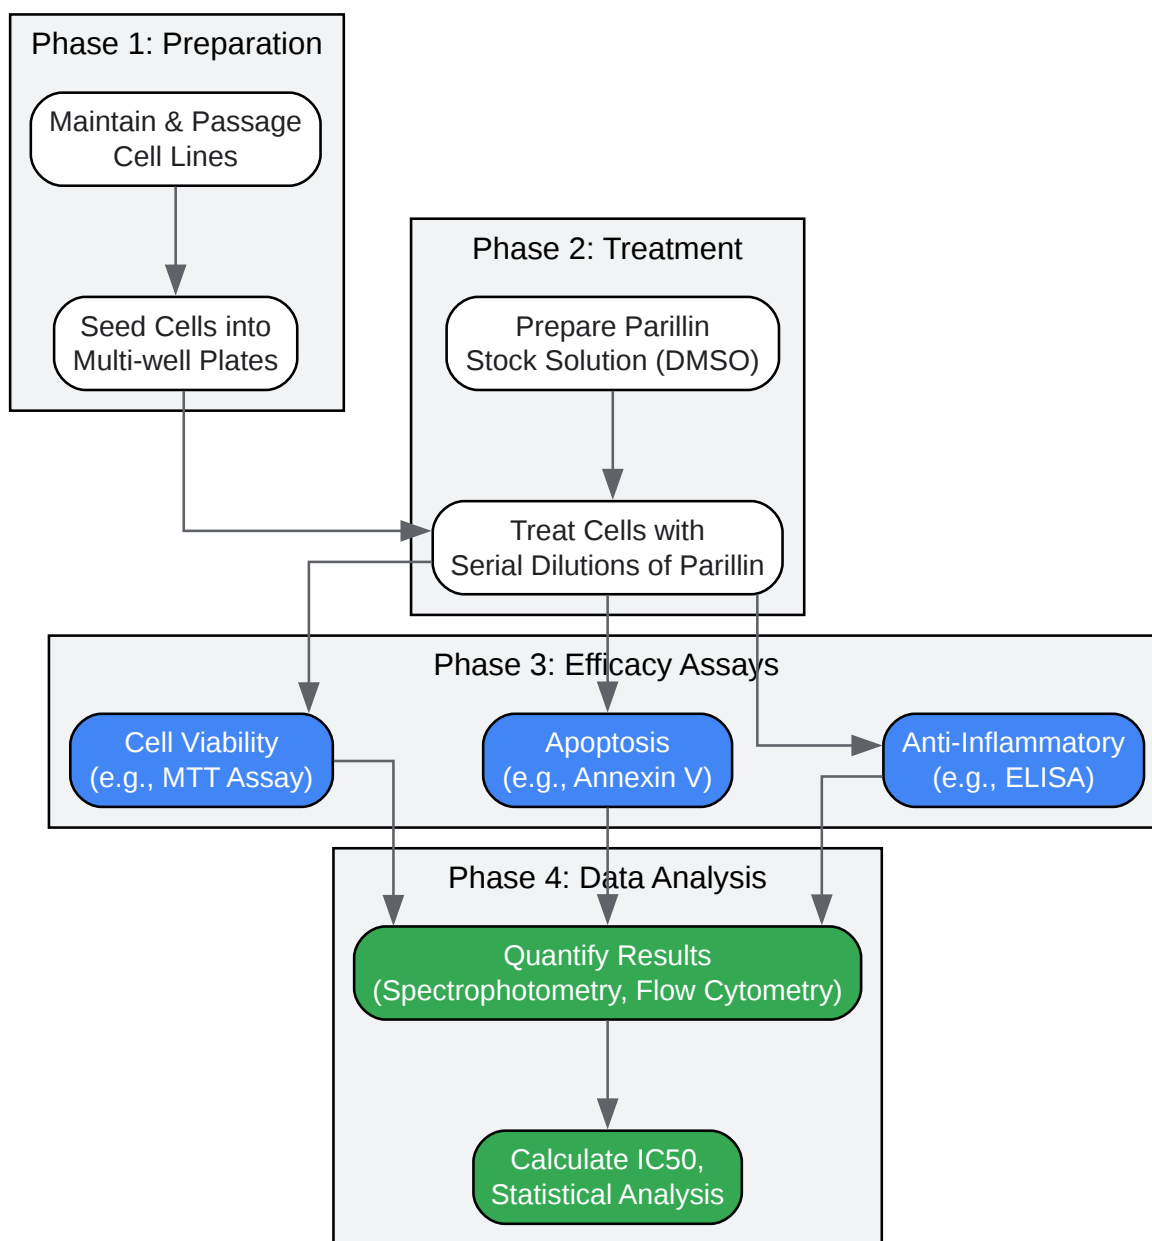 Phase 1: Preparation
Maintain & Passage
Cell Lines
Seed Cells into
Multi-well Plates
Phase 2: Treatment
Prepare Parillin
Stock Solution (DMSO)
Treat Cells with
Serial Dilutions of Parillin
Phase 3: Efficacy Assays
Cell Viability
(e.g., MTT Assay)
Apoptosis
(e.g., Annexin V)
Anti-Inflammatory
(e.g., ELISA)
Phase 4: Data Analysis
Quantify Results
(Spectrophotometry, Flow Cytometry)
Calculate IC50,
Statistical Analysis